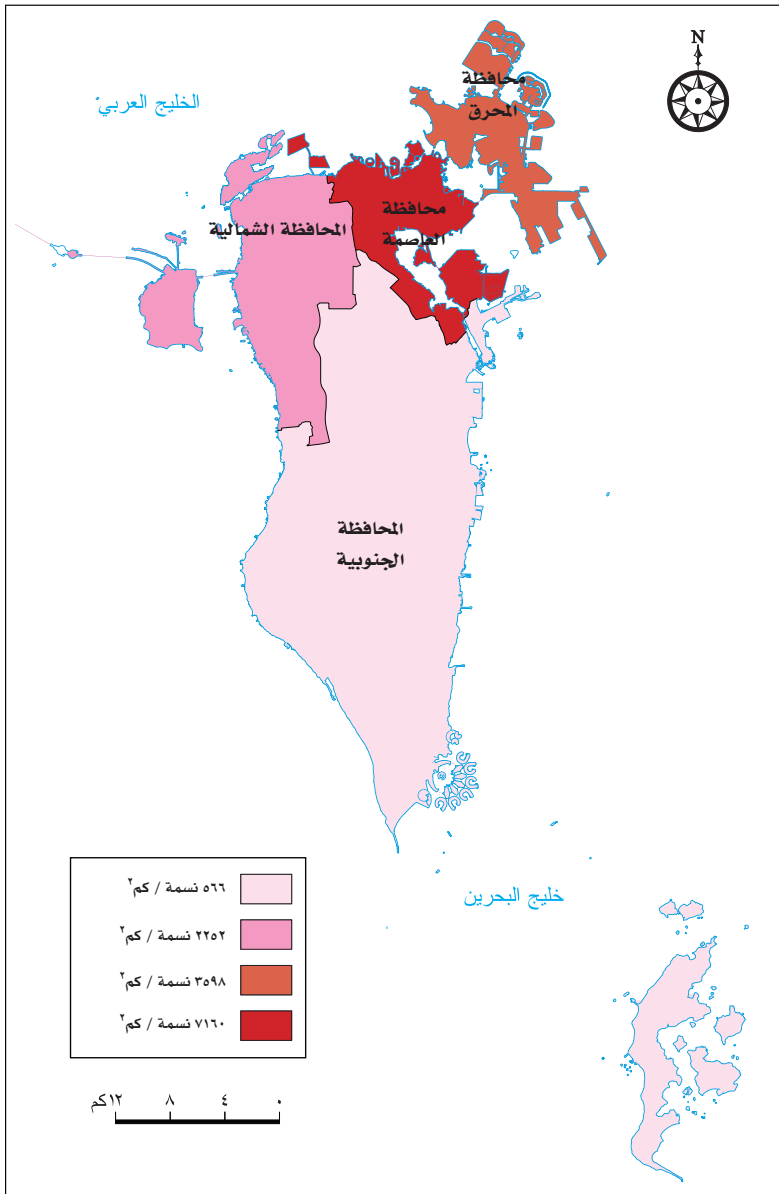 N
محافظة
المحرق
الخليج العربي
محافظة
العاصمة
المحافظة الشمالية
المحافظة
الجنوبية
خليج البحرين
٥٦٦ نسمة / كم٢
٢٢٥٢ نسمة / كم٢
٣٥٩٨ نسمة / كم٢
٧١٦٠ نسمة / كم٢
٠ ٤ ٨ ١٢كم